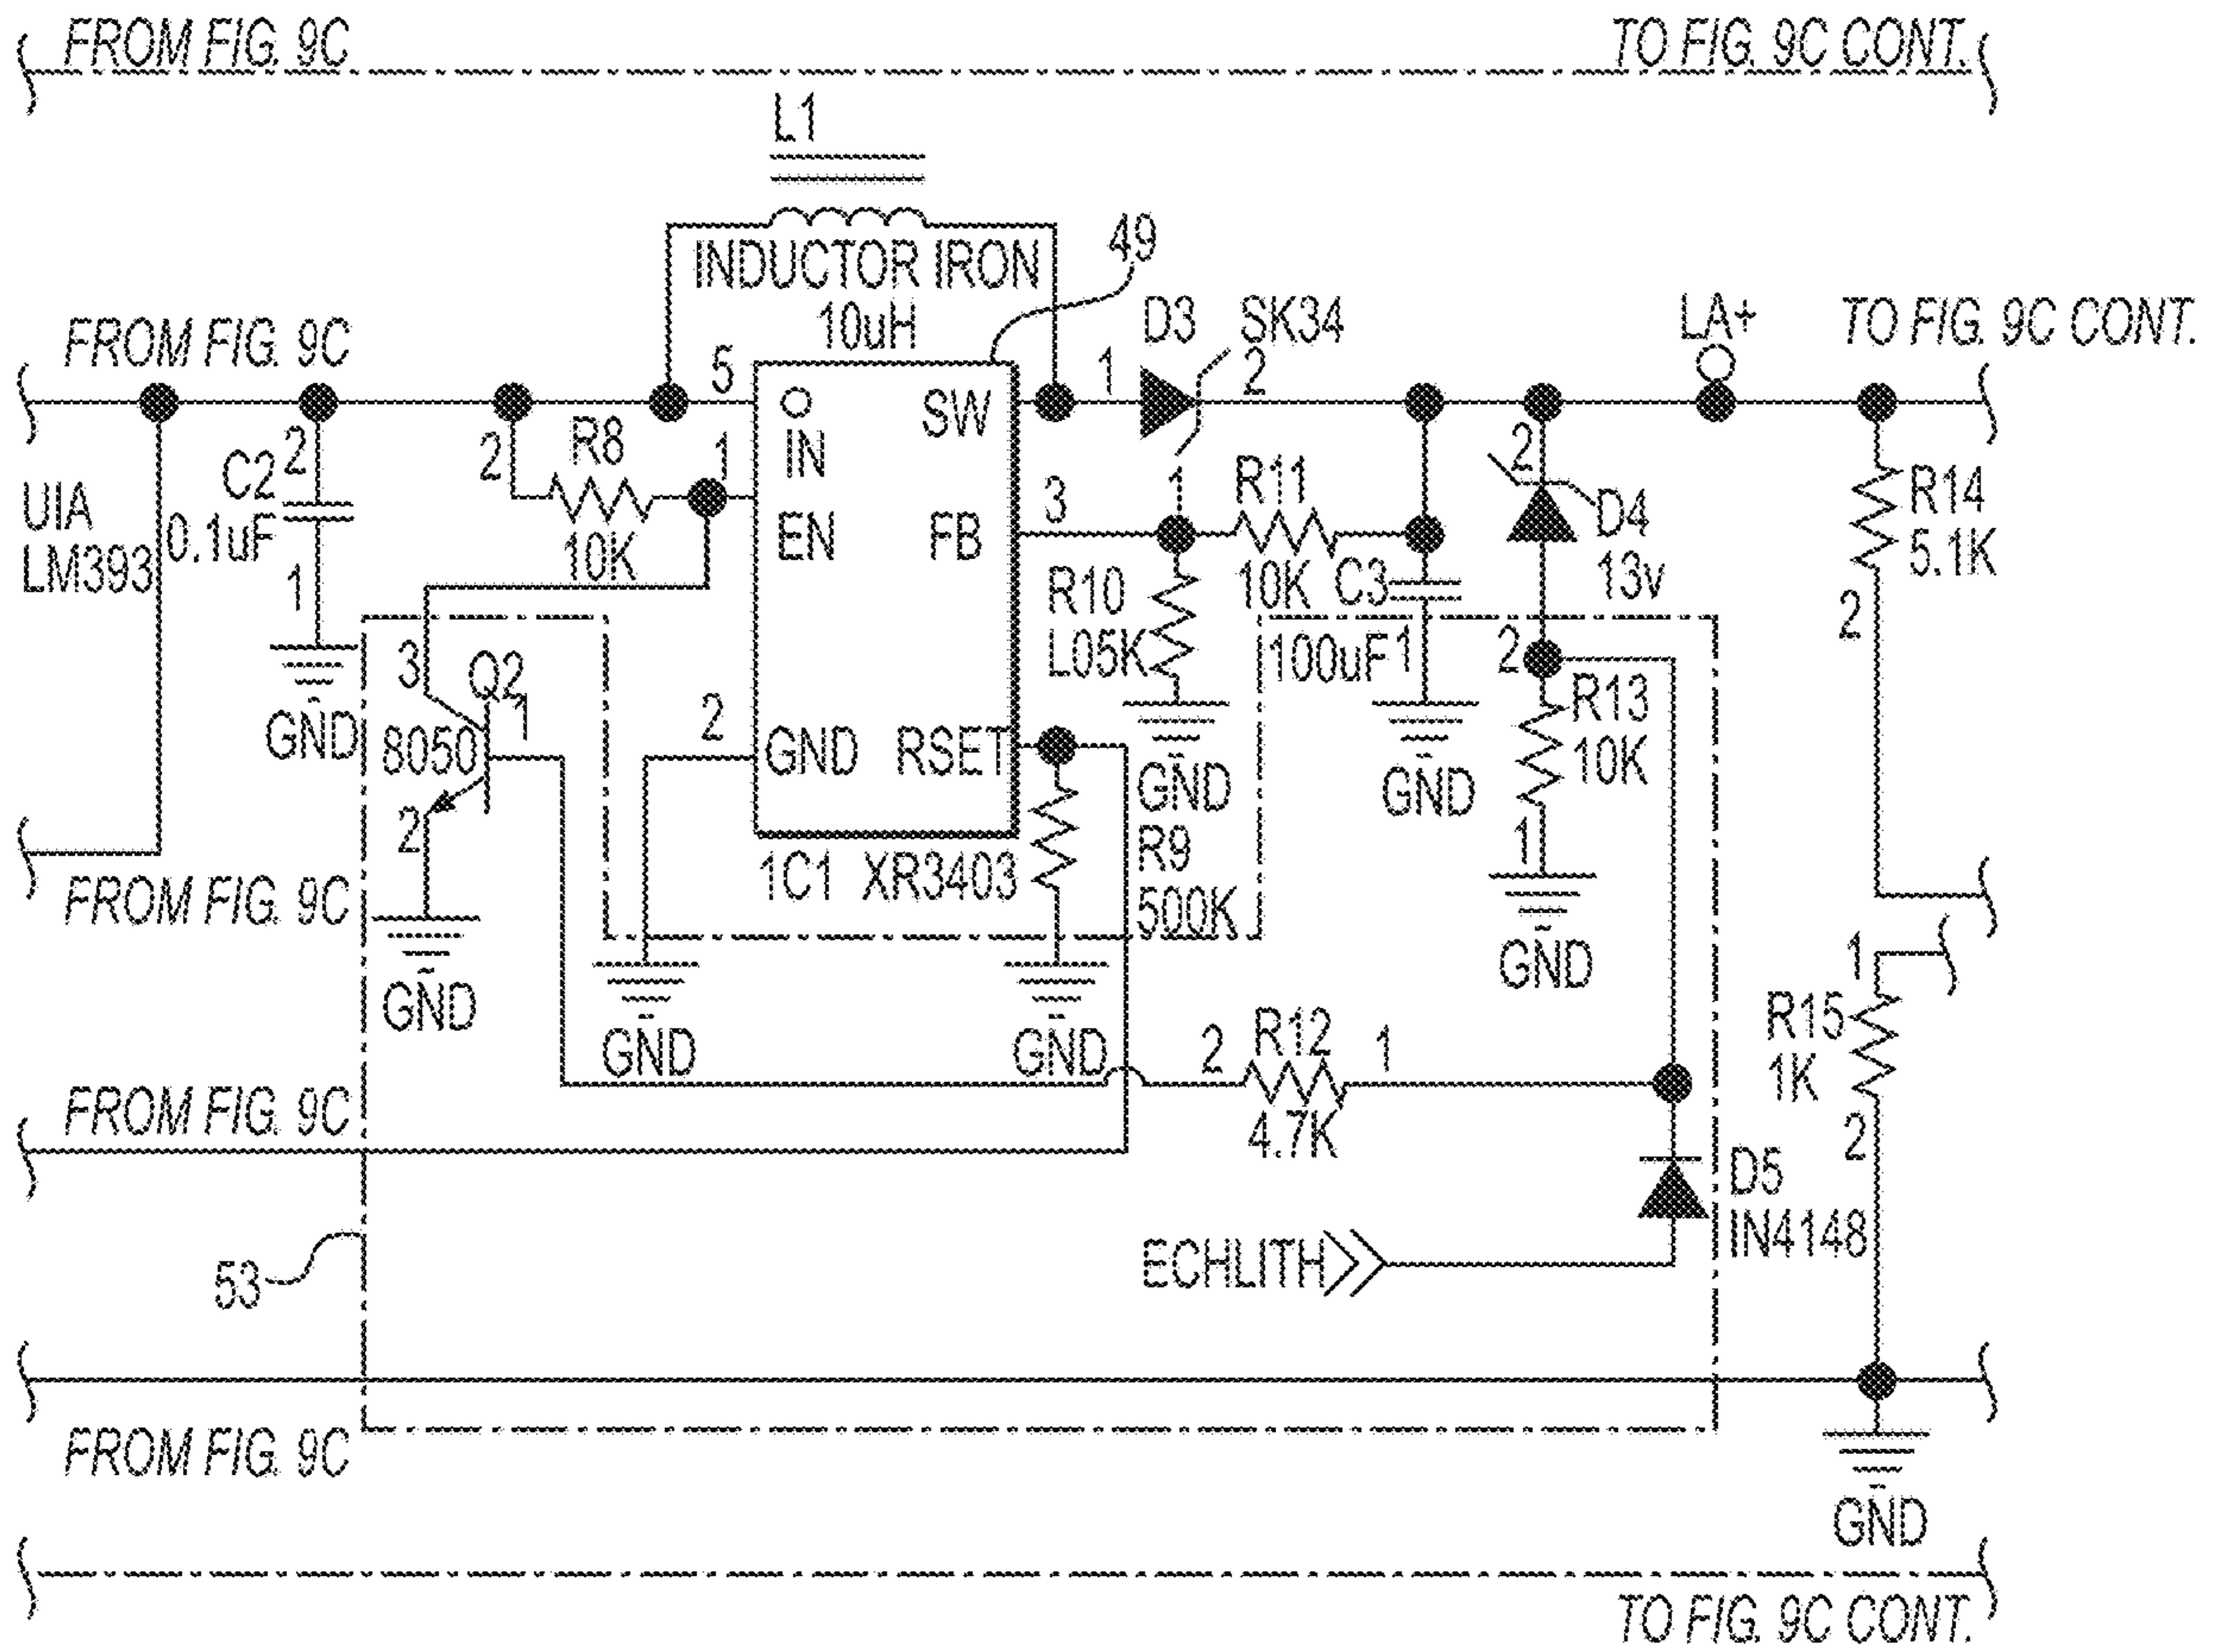 FROM FIG. 9C
TO FIG. 9C CONT.
L1
INDUCTOR IRON
10uH
49
FROM FIG. 9C
5
D3
SK34
1
2
LA+
TO FIG. 9C CONT.
IN
SW
UIA
LM393
C2
0.1uF
2
1
GND
2
R8
10K
1
EN
FB
3
1
R11
10K
R10
L05K
GND
C3
100uF
1
GND
2
D4
13v
R14
5.1K
2
3
Q2
1
8050
2
GND
2
GND
RSET
1C1 XR3403
R9
500K
GND
GND
2
R13
10K
1
GND
FROM FIG. 9C
FROM FIG. 9C
2
R12
1
4.7K
1
R15
1K
2
D5
IN4148
ECHLITH
53
FROM FIG. 9C
GND
TO FIG. 9C CONT.